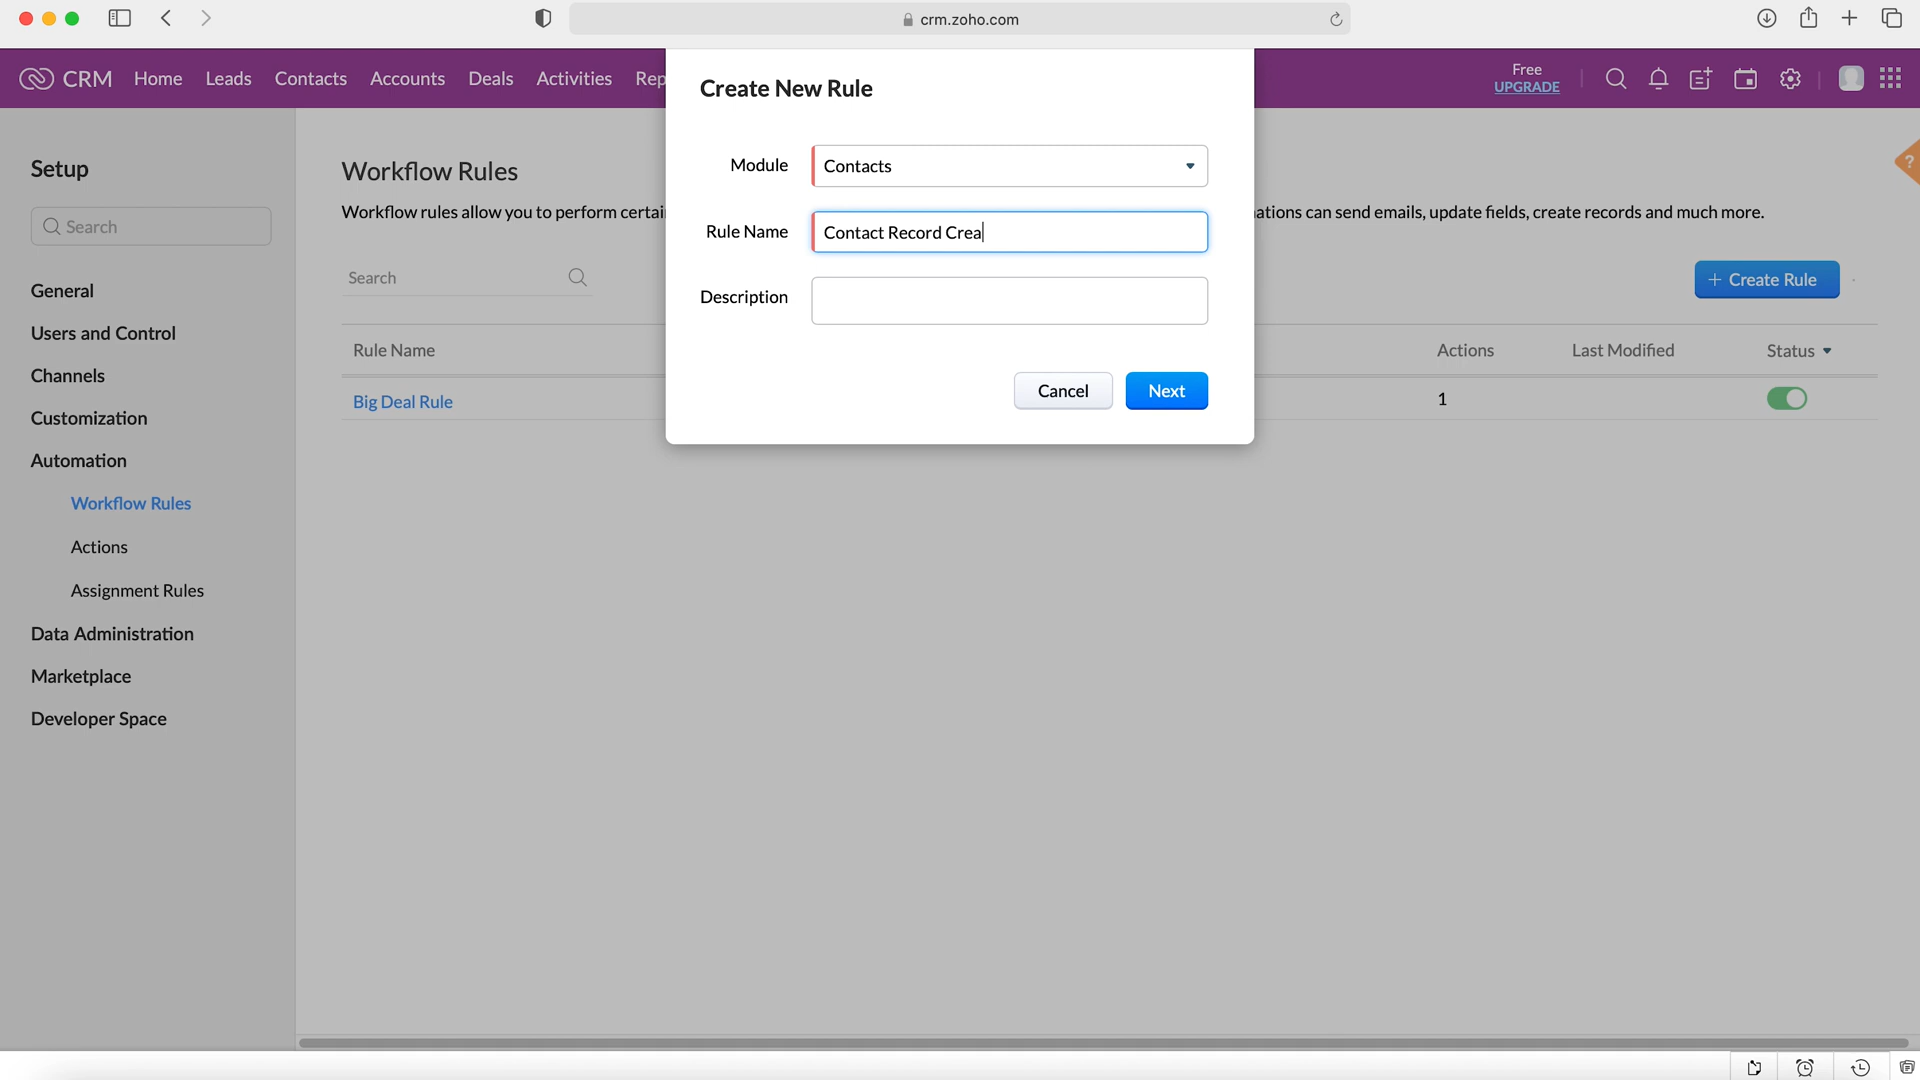 crm.zoho.com
CRM Home Leads Contacts Accounts Deals Activities Rep
Free
UPGRADE
Create New Rule
Module Contacts
Rule Name Contact Record Crea
Description
Cancel Next
Setup
Search
General
Users and Control
Channels
Customization
Automation
Workflow Rules
Actions
Assignment Rules
Data Administration
Marketplace
Developer Space
Workflow Rules
Workflow rules allow you to perform certai
ations can send emails, update fields, create records and much more.
Search
+ Create Rule
Rule Name Actions Last Modified Status
Big Deal Rule 1
?